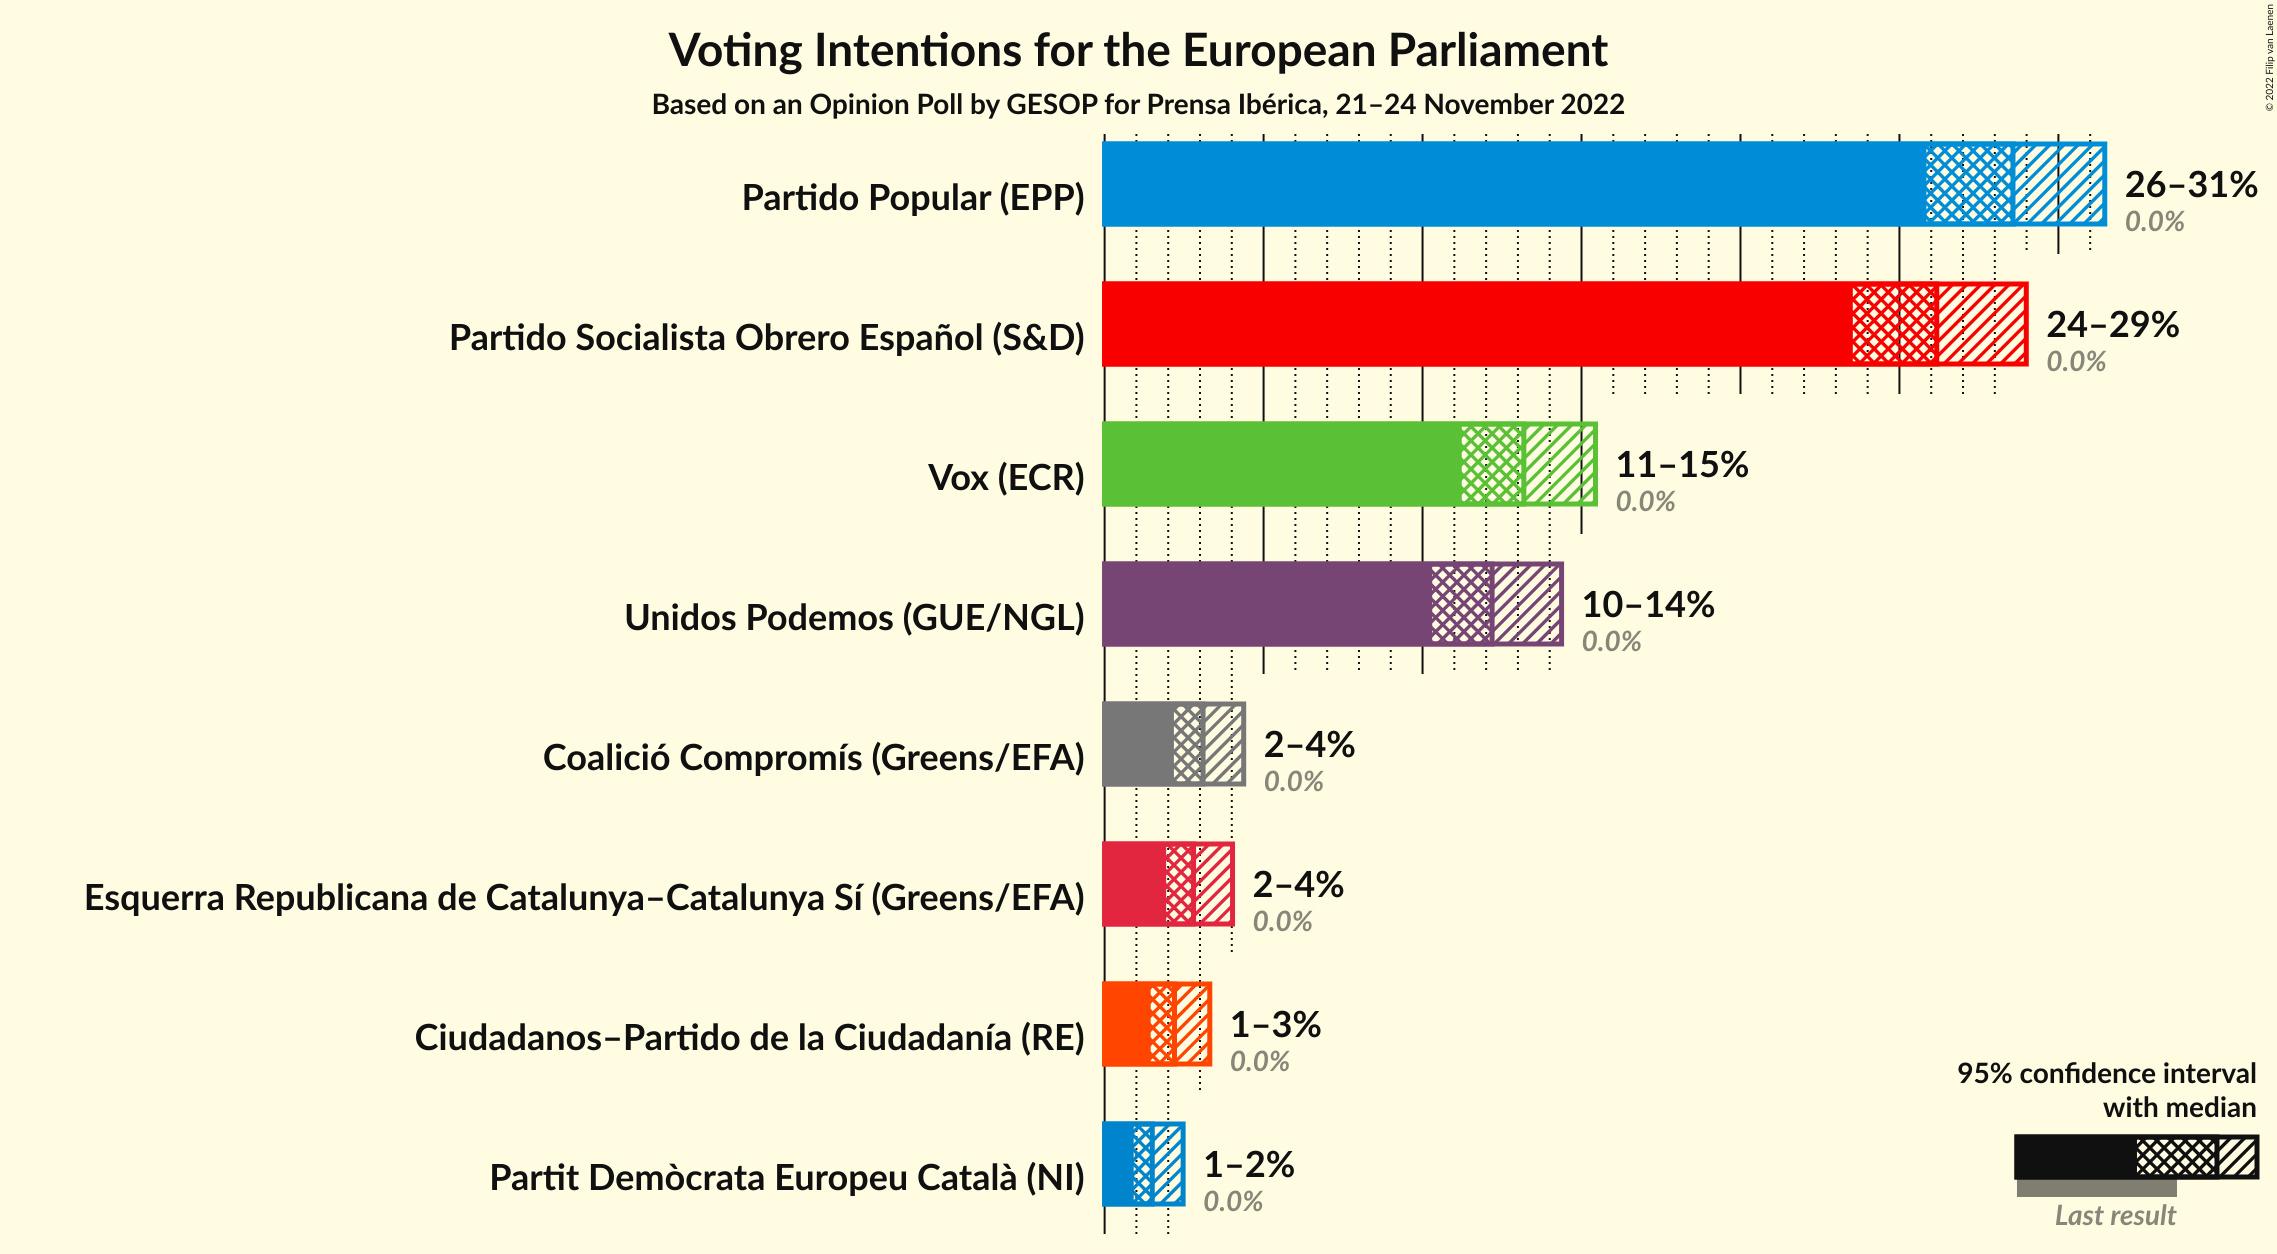 Voting Intentions for the European Parliament
Based on an Opinion Poll by GESOP for Prensa Ibérica, 21–24 November 2022
© 2022 Filip van Laenen
Partido Popular (EPP)
26–31%
0.0%
Partido Socialista Obrero Español (S&D)
24–29%
0.0%
Vox (ECR)
11–15%
0.0%
Unidos Podemos (GUE/NGL)
10–14%
0.0%
Coalició Compromís (Greens/EFA)
2–4%
0.0%
Esquerra Republicana de Catalunya–Catalunya Sí (Greens/EFA)
2–4%
0.0%
Ciudadanos–Partido de la Ciudadanía (RE)
1–3%
0.0%
Partit Demòcrata Europeu Català (NI)
1–2%
0.0%
95% confidence interval
with median
Last result